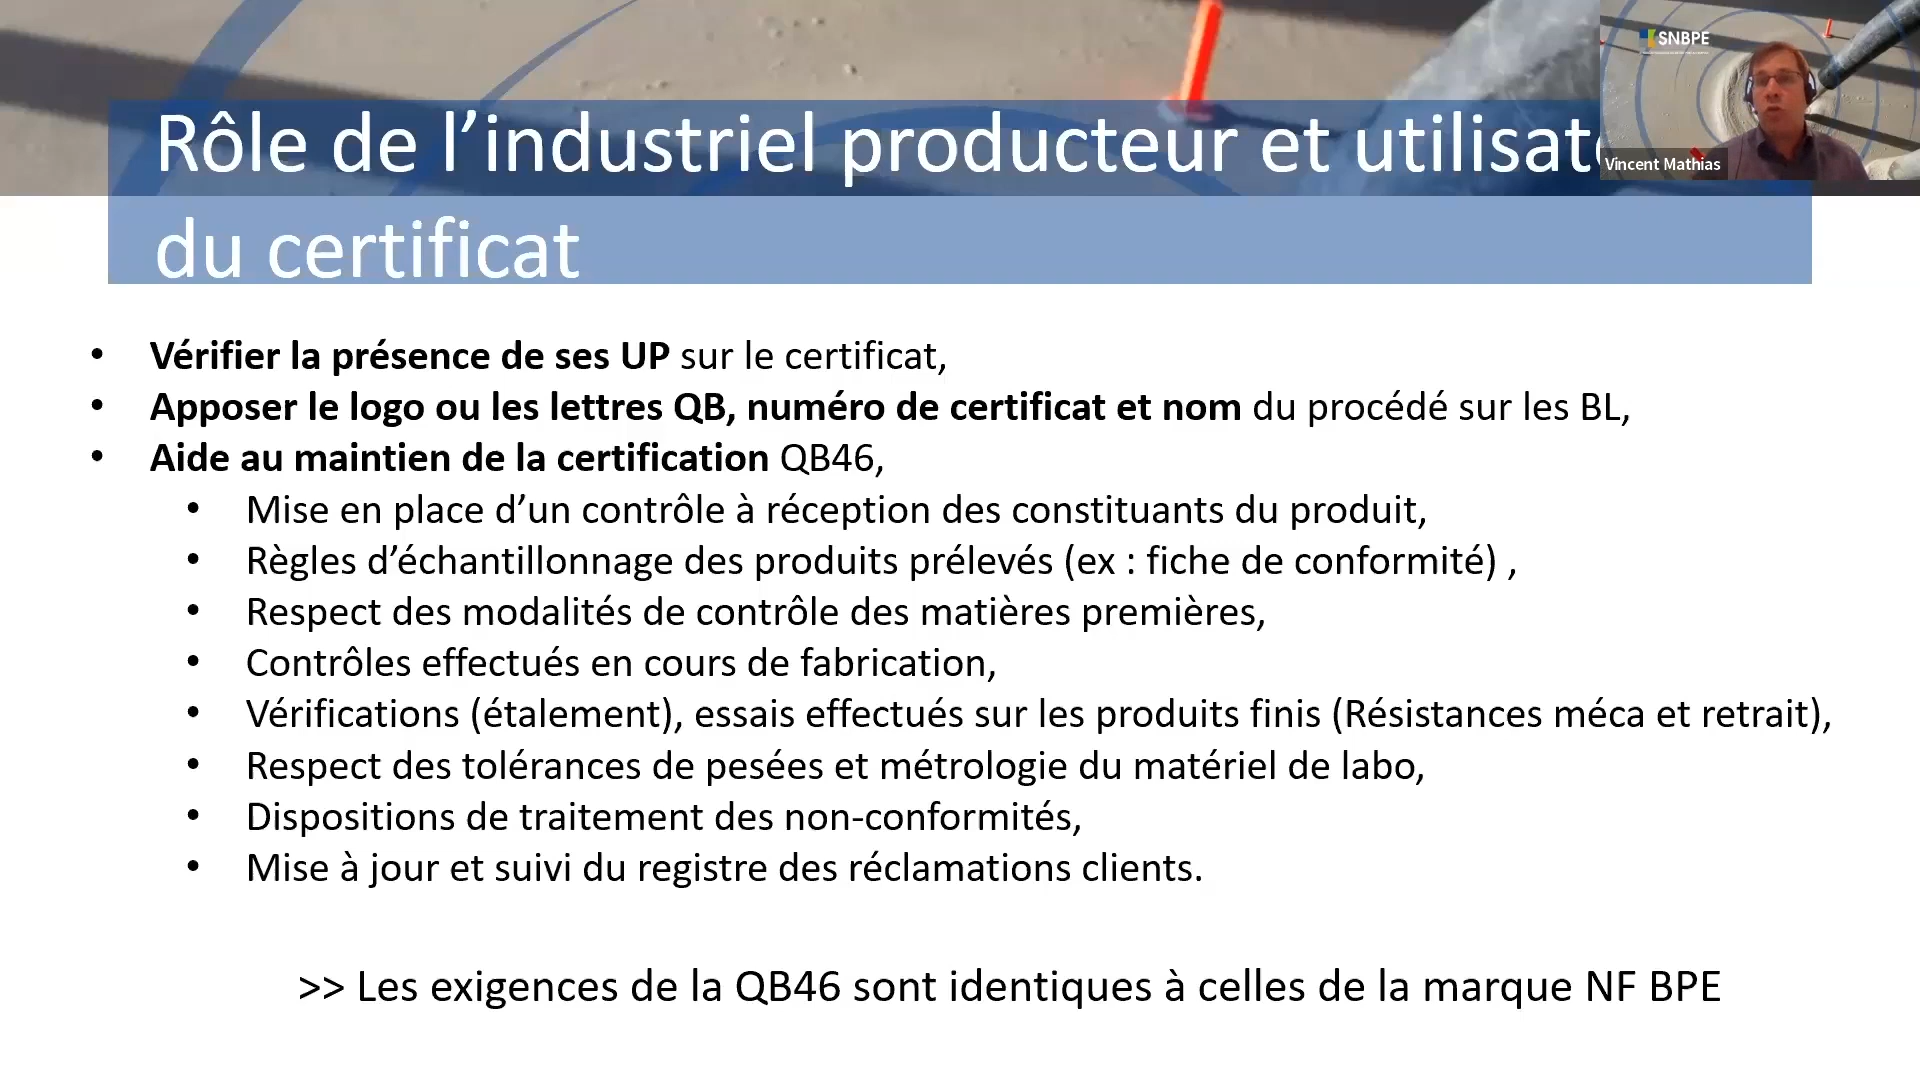 SNBPE
Vincent Mathias
Rôle de l’industriel producteur et utilisat
du certificat
• Vérifier la présence de ses UP sur le certificat,
• Apposer le logo ou les lettres QB, numéro de certificat et nom du procédé sur les BL,
• Aide au maintien de la certification QB46,
• Mise en place d’un contrôle à réception des constituants du produit,
• Règles d’échantillonnage des produits prélevés (ex : fiche de conformité) ,
• Respect des modalités de contrôle des matières premières,
• Contrôles effectués en cours de fabrication,
• Vérifications (étalement), essais effectués sur les produits finis (Résistances méca et retrait),
• Respect des tolérances de pesées et métrologie du matériel de labo,
• Dispositions de traitement des non-conformités,
• Mise à jour et suivi du registre des réclamations clients.
>> Les exigences de la QB46 sont identiques à celles de la marque NF BPE